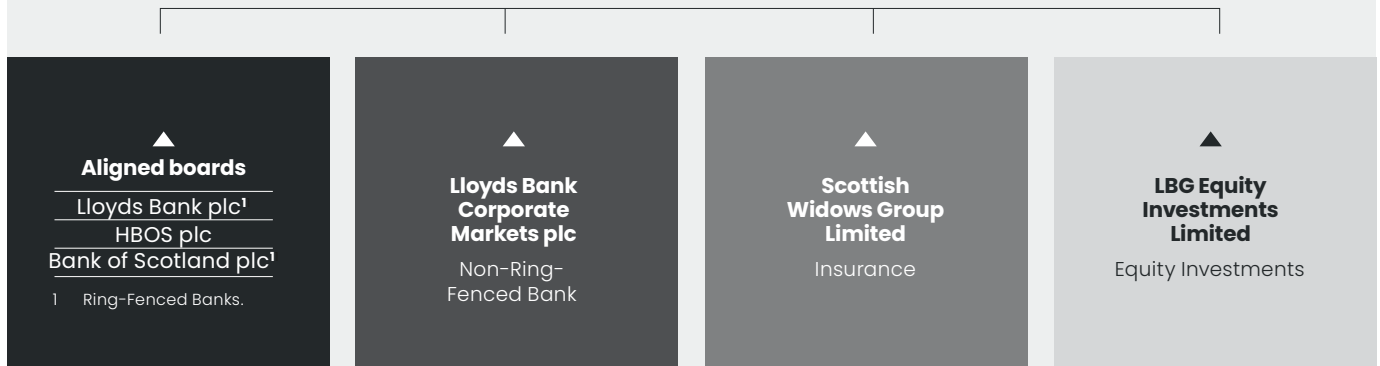 Aligned boards
Lloyds Bank plc¹
HBOS plc
Bank of Scotland plc¹
1 Ring-Fenced Banks.
Lloyds Bank
Corporate
Markets plc
Non-Ring-
Fenced Bank
Scottish
Widows Group
Limited
Insurance
LBG Equity
Investments
Limited
Equity Investments